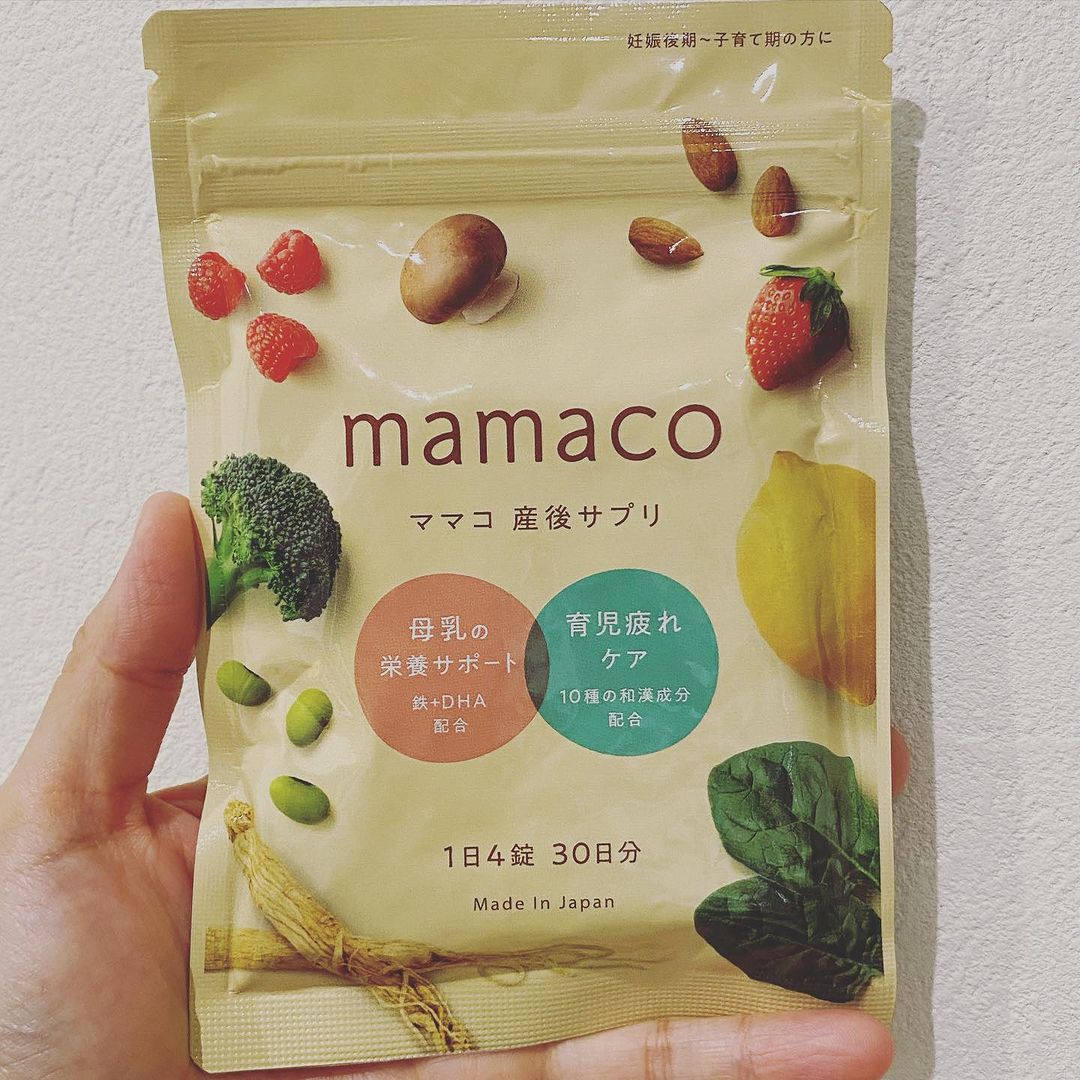 妊娠後期~子育て期の方に
mamaco
ママコ 産後サプリ
母乳の
栄養サポート
鉄+DHA
配合
育児疲れ
ケア
10種の和漢成分
配合
1日4錠 30日分
Made In Japan